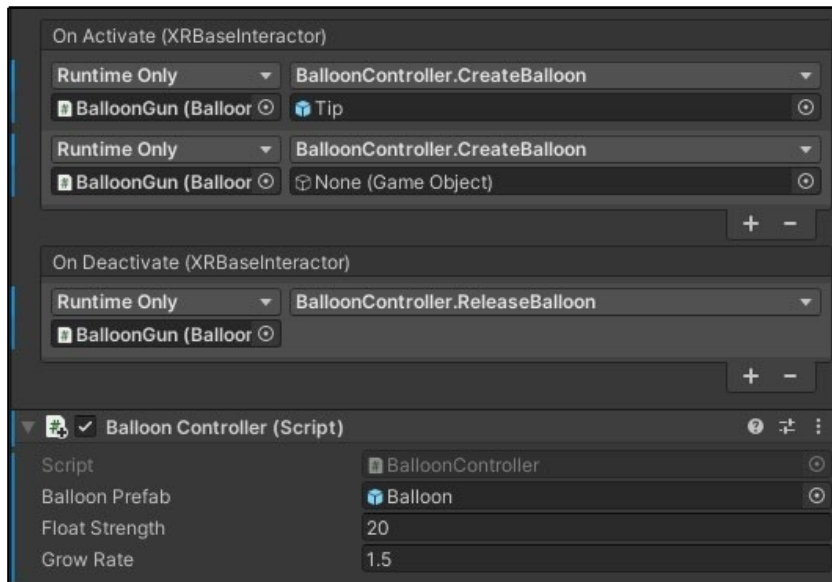 On Activate (XRBaseInteractor)
Runtime Only BalloonController.CreateBalloon
BalloonGun (Balloor Tip
Runtime Only BalloonController.CreateBalloon
BalloonGun (Balloor None (Game Object)
+ −
On Deactivate (XRBaseInteractor)
Runtime Only BalloonController.ReleaseBalloon
BalloonGun (Balloor
+ −
Balloon Controller (Script)
Script BalloonController
Balloon Prefab Balloon
Float Strength 20
Grow Rate 1.5